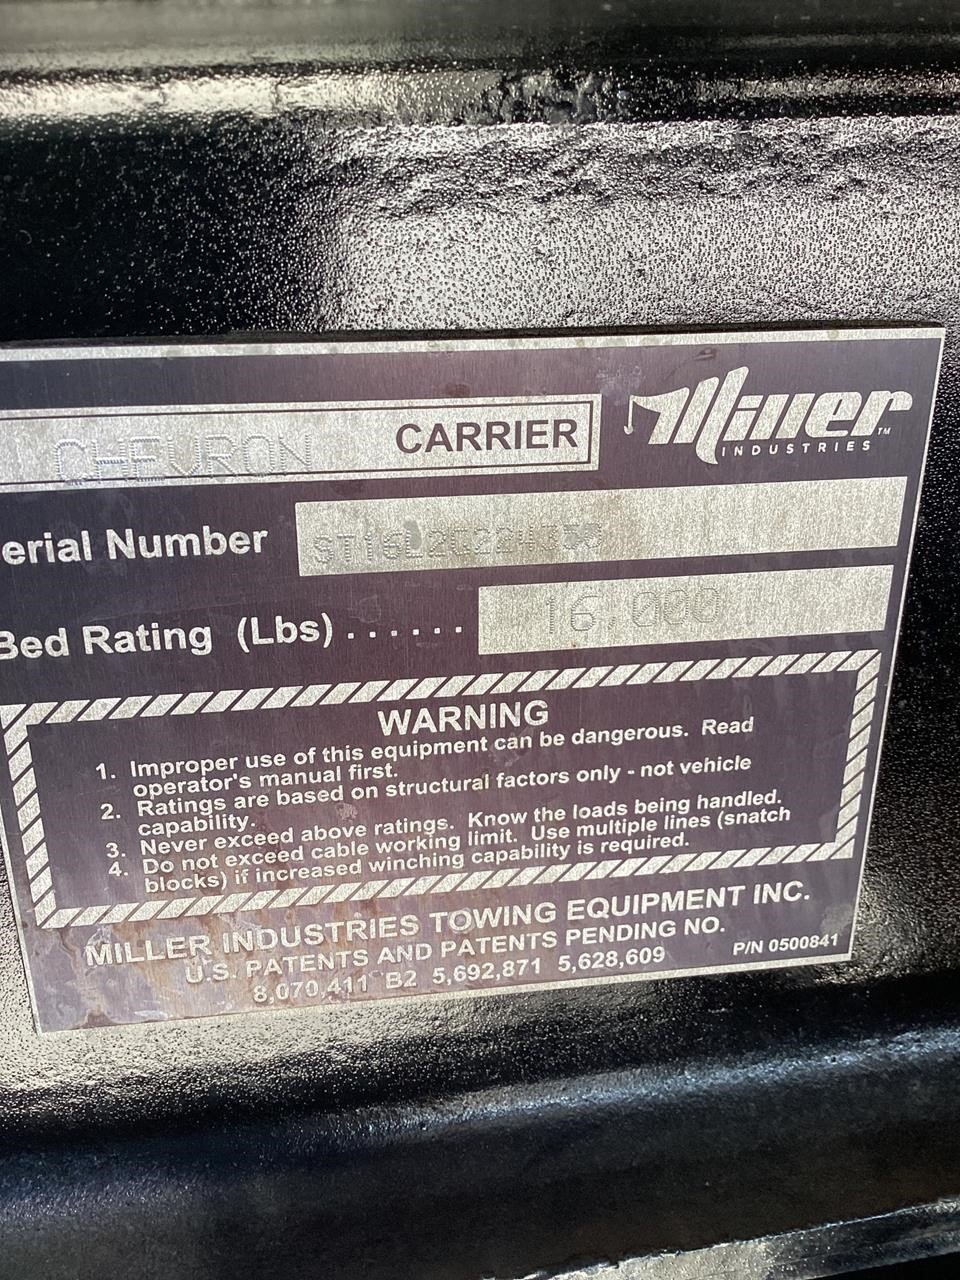 CHEVRON CARRIER
Miller™
INDUSTRIES
erial Number
Bed Rating (Lbs) ...... 16,000
WARNING
1. Improper use of this equipment can be dangerous. Read
operator's manual first.
2. Ratings are based on structural factors only - not vehicle
capability.
3. Never exceed above ratings. Know the loads being handled.
4. Do not exceed cable working limit. Use multiple lines (snatch
blocks) if increased winching capability is required.
MILLER INDUSTRIES TOWING EQUIPMENT INC.
U.S. PATENTS AND PATENTS PENDING NO.
8,070,411 B2 5,692,871 5,628,609
P/N 0500841